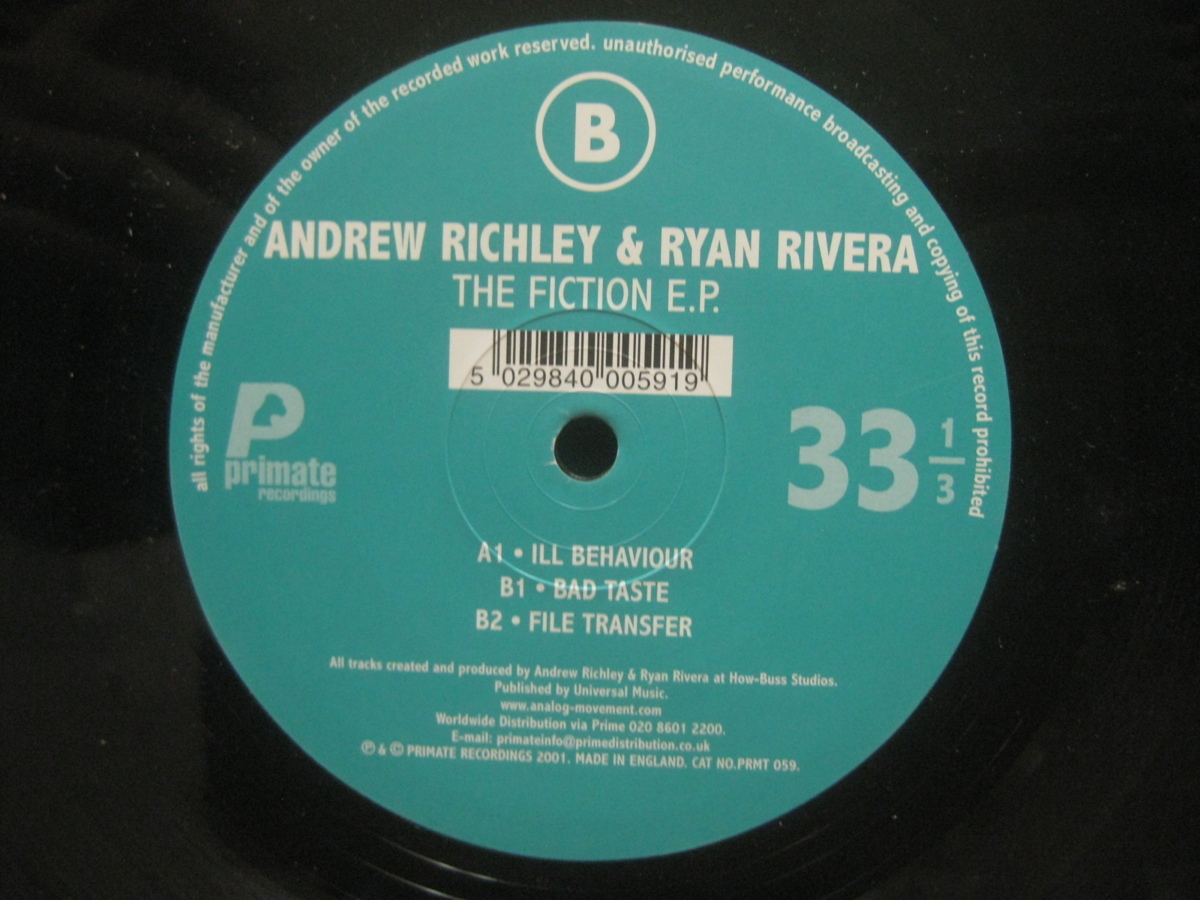 all rights of the manufacturer and of the owner of the recorded work reserved. unauthorised performance broadcasting and copying of this record prohibited
B
ANDREW RICHLEY & RYAN RIVERA
THE FICTION E.P.
5 029840 005919
P
primate
recordings
33 1/3
A1 • ILL BEHAVIOUR
B1 • BAD TASTE
B2 • FILE TRANSFER
All tracks created and produced by Andrew Richley & Ryan Rivera at How-Buss Studios.
Published by Universal Music.
www.analog-movement.com
Worldwide Distribution via Prime 020 8601 2200.
E-mail: primateinfo@primedistribution.co.uk
℗ & © PRIMATE RECORDINGS 2001. MADE IN ENGLAND. CAT NO.PRMT 059.